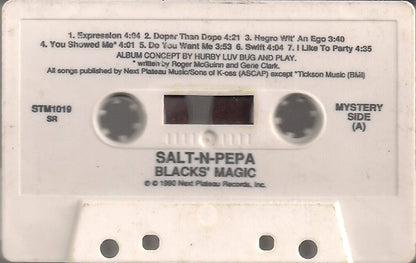 1. Expression 4:04 2. Doper Than Dope 4:21 3. Negro Wit' An Ego 3:40
4. You Showed Me* 4:01 5. Do You Want Me 3:53 6. Swift 4:04 7. I Like To Party 4:35
ALBUM CONCEPT BY HURBY LUV BUG AND PLAY.
* written by Roger McGuinn and Gene Clark.
All songs published by Next Plateau Music/Sons of K-oss (ASCAP) except *Tickson Music (BMI)
STM1019
SR
MYSTERY
SIDE
(A)
SALT-N-PEPA
BLACKS' MAGIC
℗ © 1990 Next Plateau Records, Inc.